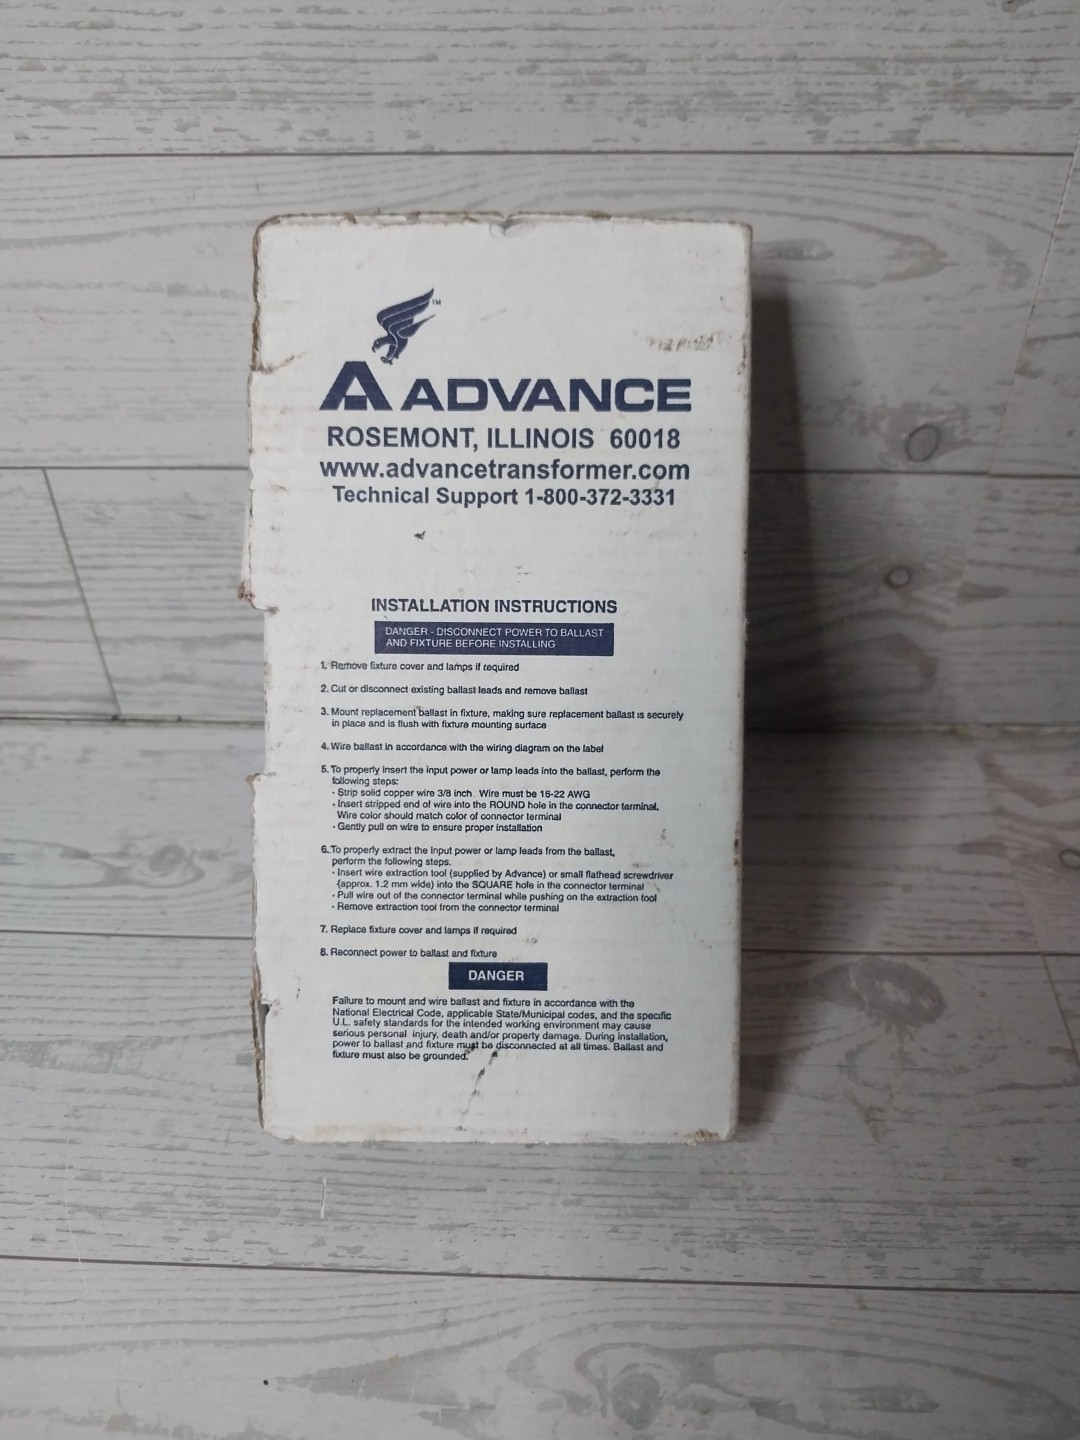 TM
ADVANCE
ROSEMONT, ILLINOIS 60018
www.advancetransformer.com
Technical Support 1-800-372-3331
INSTALLATION INSTRUCTIONS
DANGER - DISCONNECT POWER TO BALLAST
AND FIXTURE BEFORE INSTALLING
1. Remove fixture cover and lamps if required
2. Cut or disconnect existing ballast leads and remove ballast
3. Mount replacement ballast in fixture, making sure replacement ballast is securely
in place and is flush with fixture mounting surface
4. Wire ballast in accordance with the wiring diagram on the label
5. To properly insert the input power or lamp leads into the ballast, perform the
following steps:
- Strip solid copper wire 3/8 inch. Wire must be 16-22 AWG
- Insert stripped end of wire into the ROUND hole in the connector terminal.
Wire color should match color of connector terminal
- Gently pull on wire to ensure proper installation
6. To properly extract the input power or lamp leads from the ballast,
perform the following steps.
- Insert wire extraction tool (supplied by Advance) or small flathead screwdriver
(approx. 1.2 mm wide) into the SQUARE hole in the connector terminal
- Pull wire out of the connector terminal while pushing on the extraction tool
- Remove extraction tool from the connector terminal
7. Replace fixture cover and lamps if required
8. Reconnect power to ballast and fixture
DANGER
Failure to mount and wire ballast and fixture in accordance with the
National Electrical Code, applicable State/Municipal codes, and the specific
U.L. safety standards for the intended working environment may cause
serious personal injury, death and/or property damage. During installation,
power to ballast and fixture must be disconnected at all times. Ballast and
fixture must also be grounded.